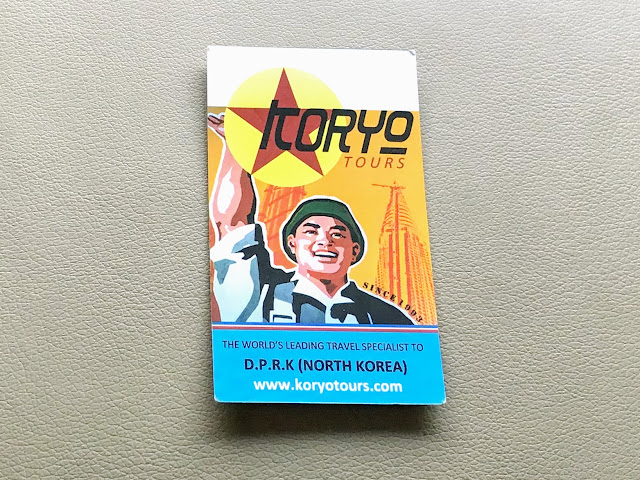 KORYO
TOURS
SINCE 1993
THE WORLD'S LEADING TRAVEL SPECIALIST TO
D.P.R.K (NORTH KOREA)
www.koryotours.com